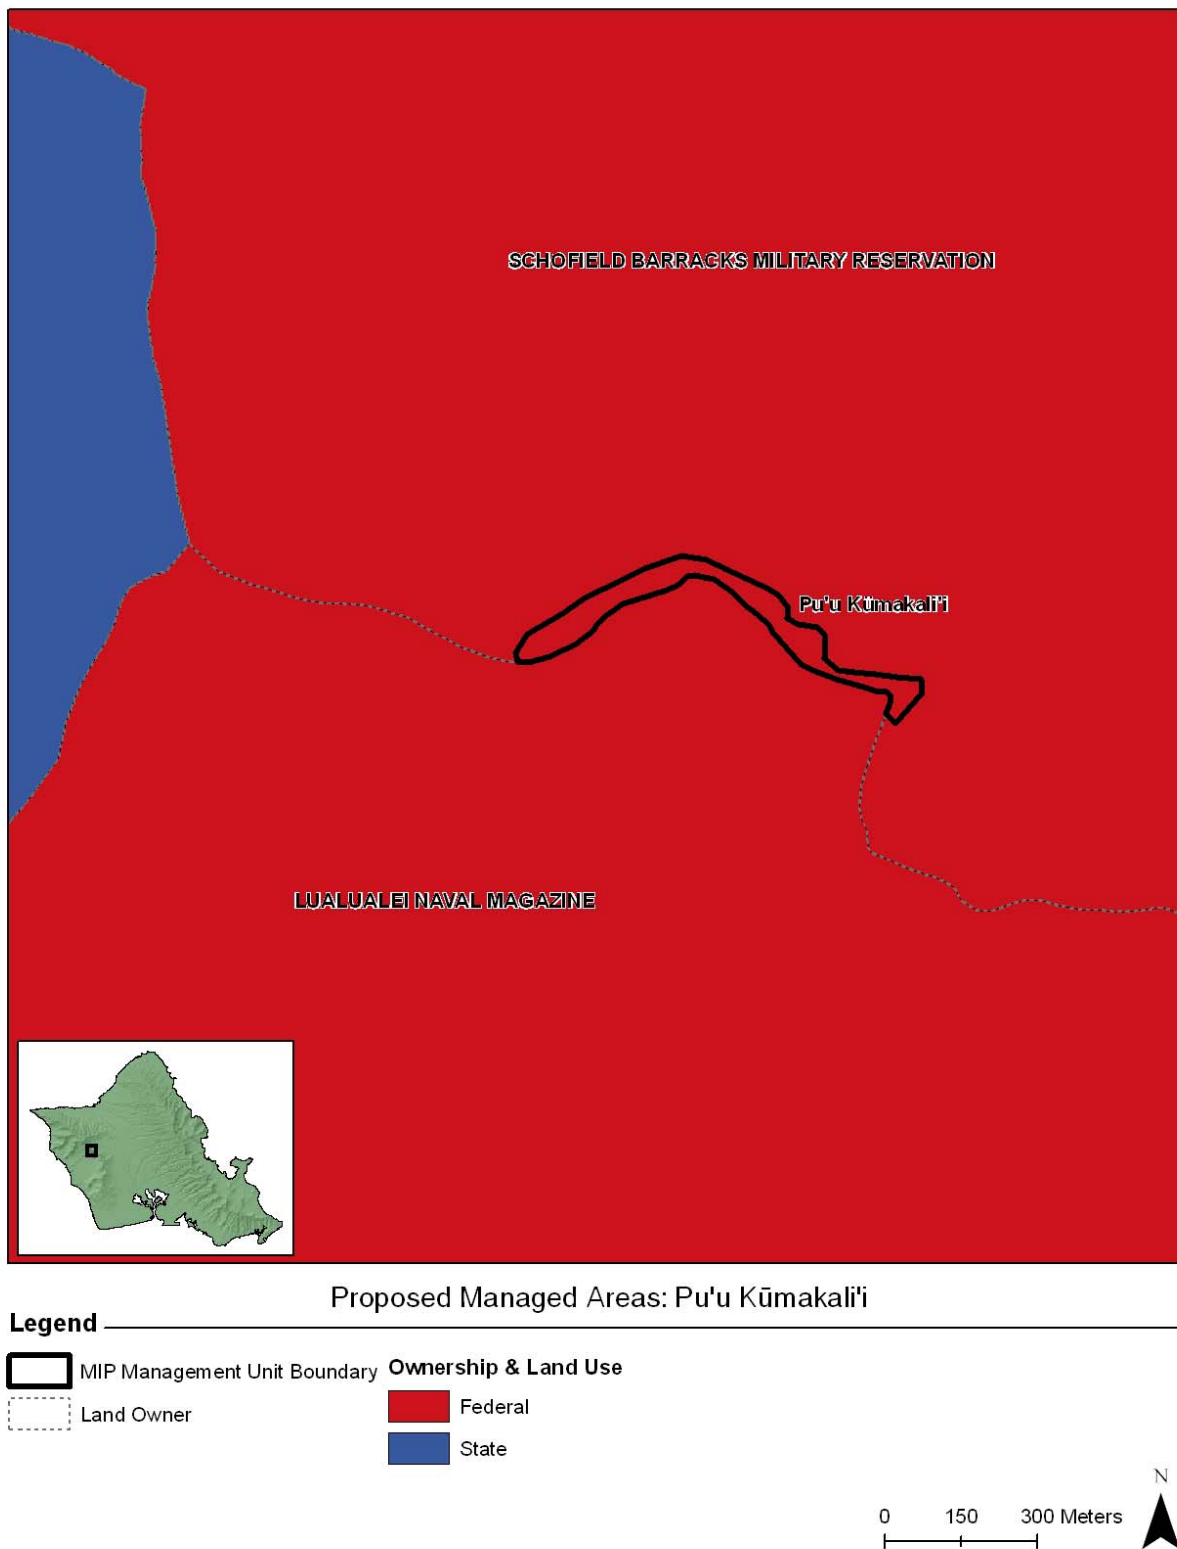 SCHOFIELD BARRACKS MILITARY RESERVATION
Pu'u Kūmakali'i
LUALUALEI NAVAL MAGAZINE
Proposed Managed Areas: Pu'u Kūmakali'i
Legend
MIP Management Unit Boundary
Land Owner
Ownership & Land Use
Federal
State
N
0 150 300 Meters